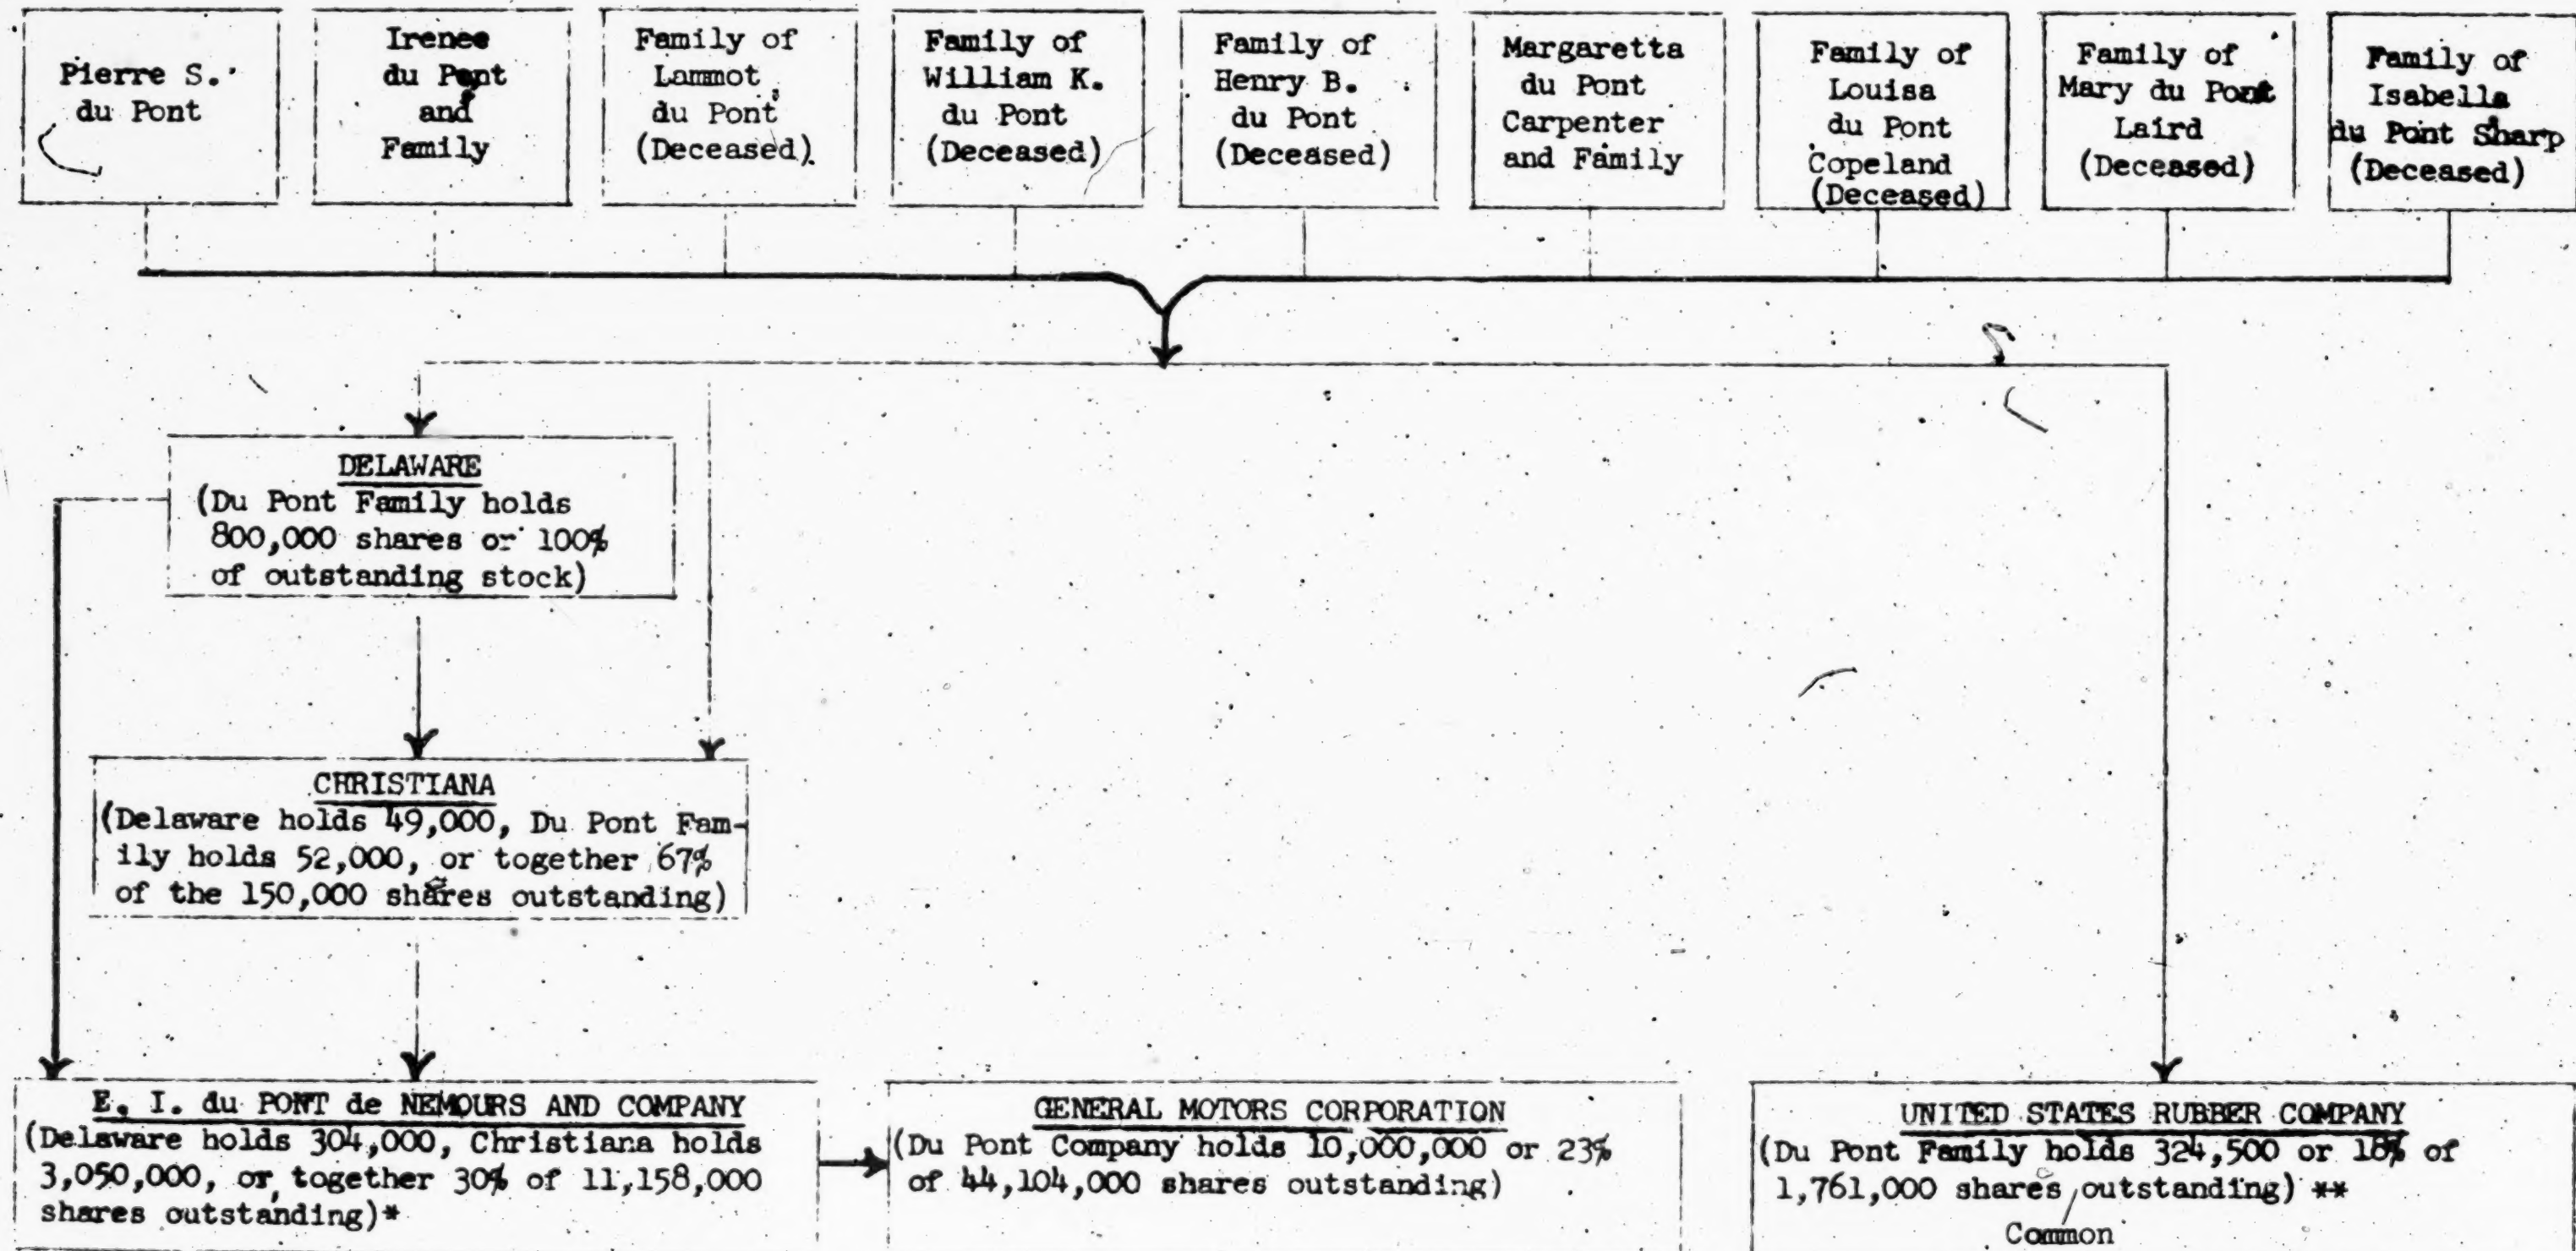 Pierre S.
du Pont
Irenee
du Pont
and
Family
Family of
Lammot
du Pont
(Deceased)
Family of
William K.
du Pont
(Deceased)
Family of
Henry B.
du Pont
(Deceased)
Margaretta
du Pont
Carpenter
and Family
Family of
Louisa
du Pont
Copeland
(Deceased)
Family of
Mary du Pont
Laird
(Deceased)
Family of
Isabella
du Pont Sharp
(Deceased)
DELAWARE
(Du Pont Family holds
800,000 shares or 100%
of outstanding stock)
CHRISTIANA
(Delaware holds 49,000, Du Pont Fam-
ily holds 52,000, or together 67%
of the 150,000 shares outstanding)
E. I. du PONT de NEMOURS AND COMPANY
(Delaware holds 304,000, Christiana holds
3,050,000, or together 30% of 11,158,000
shares outstanding)*
GENERAL MOTORS CORPORATION
(Du Pont Company holds 10,000,000 or 23%
of 44,104,000 shares outstanding)
UNITED STATES RUBBER COMPANY
(Du Pont Family holds 324,500 or 18% of
1,761,000 shares/outstanding) **
Common